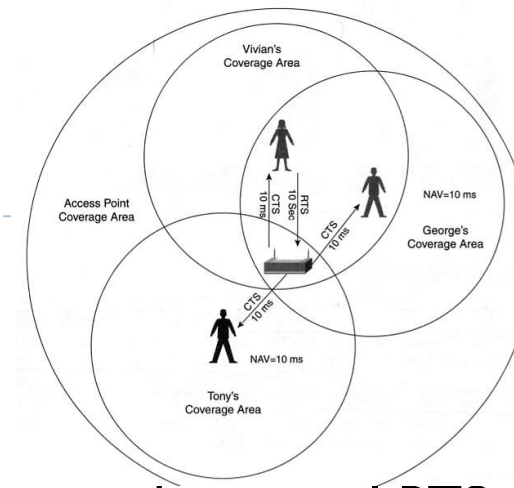 Vivian's
Coverage Area
Access Point
Coverage Area
CTS
10 ms
RTS
10 Sec
CTS
10 ms
NAV=10 ms
George's
Coverage Area
CTS
10 ms
NAV=10 ms
Tony's
Coverage Area